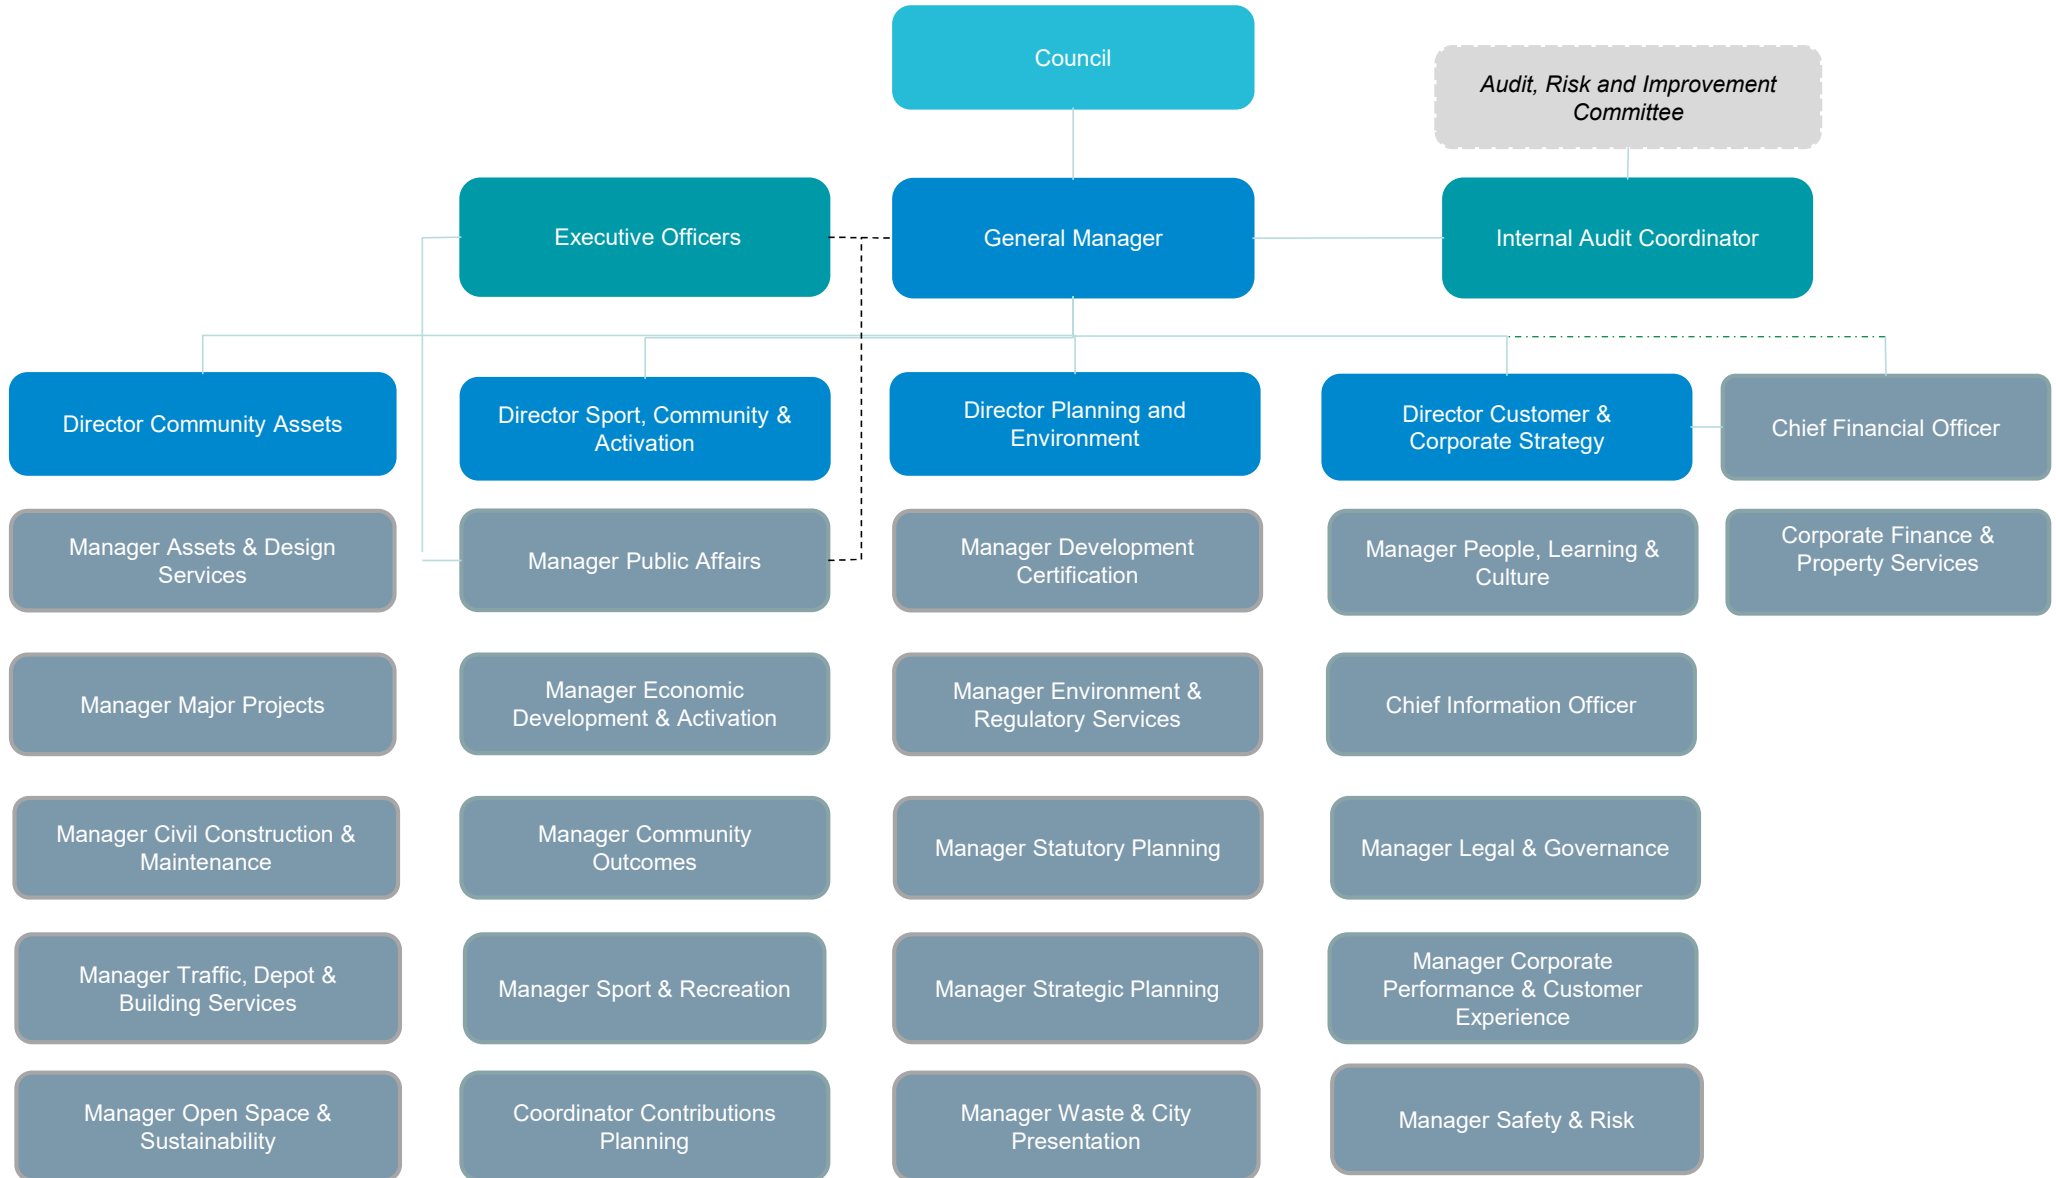 Council
Audit, Risk and Improvement
Committee
Executive Officers
General Manager
Internal Audit Coordinator
Director Community Assets
Director Sport, Community &
Activation
Director Planning and
Environment
Director Customer &
Corporate Strategy
Chief Financial Officer
Manager Assets & Design
Services
Manager Public Affairs
Manager Development
Certification
Manager People, Learning &
Culture
Corporate Finance &
Property Services
Manager Major Projects
Manager Economic
Development & Activation
Manager Environment &
Regulatory Services
Chief Information Officer
Manager Civil Construction &
Maintenance
Manager Community
Outcomes
Manager Statutory Planning
Manager Legal & Governance
Manager Traffic, Depot &
Building Services
Manager Sport & Recreation
Manager Strategic Planning
Manager Corporate
Performance & Customer
Experience
Manager Open Space &
Sustainability
Coordinator Contributions
Planning
Manager Waste & City
Presentation
Manager Safety & Risk